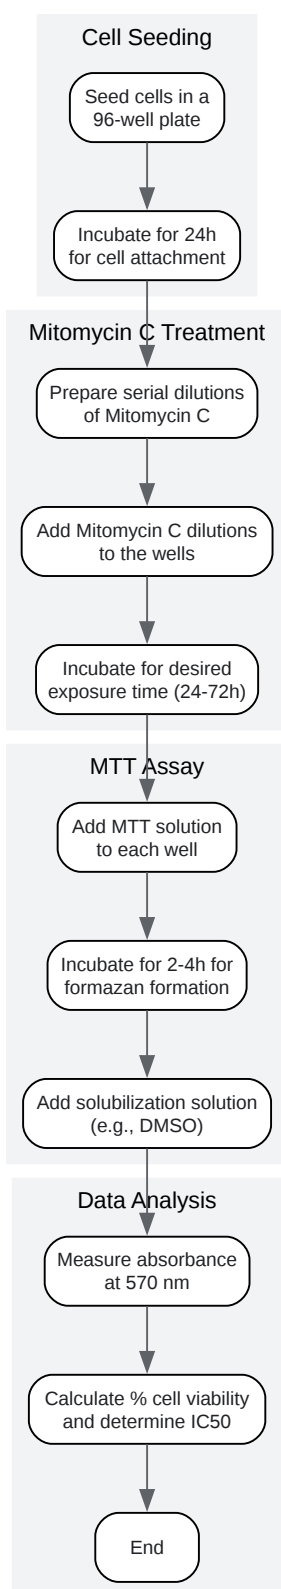 Cell Seeding
Seed cells in a
96-well plate
Incubate for 24h
for cell attachment
Mitomycin C Treatment
Prepare serial dilutions
of Mitomycin C
Add Mitomycin C dilutions
to the wells
Incubate for desired
exposure time (24-72h)
MTT Assay
Add MTT solution
to each well
Incubate for 2-4h for
formazan formation
Add solubilization solution
(e.g., DMSO)
Data Analysis
Measure absorbance
at 570 nm
Calculate % cell viability
and determine IC50
End